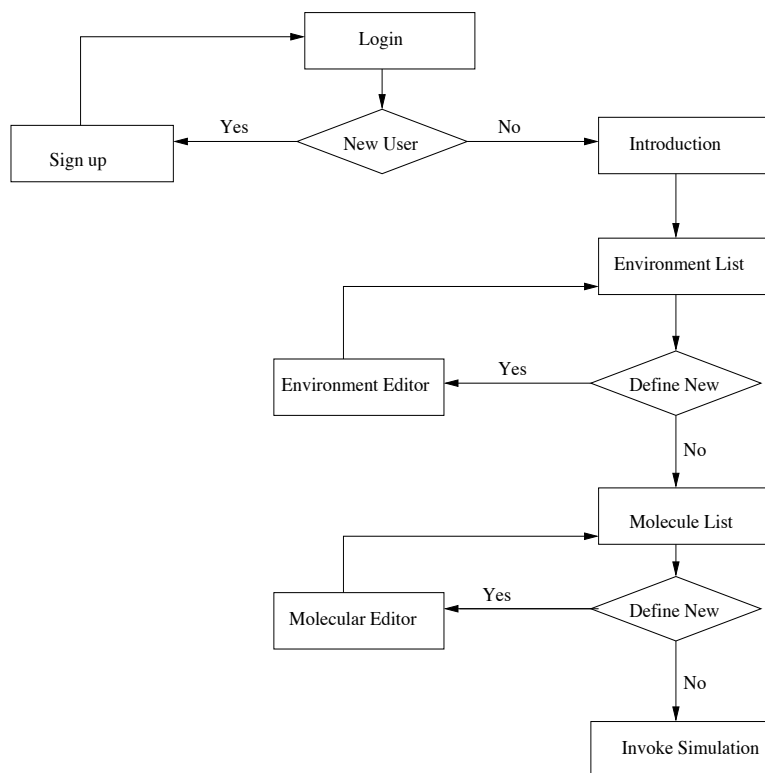 Login
Yes
New User
No
Sign up
Introduction
Environment List
Yes
Environment Editor
Define New
No
Molecule List
Yes
Molecular Editor
Define New
No
Invoke Simulation